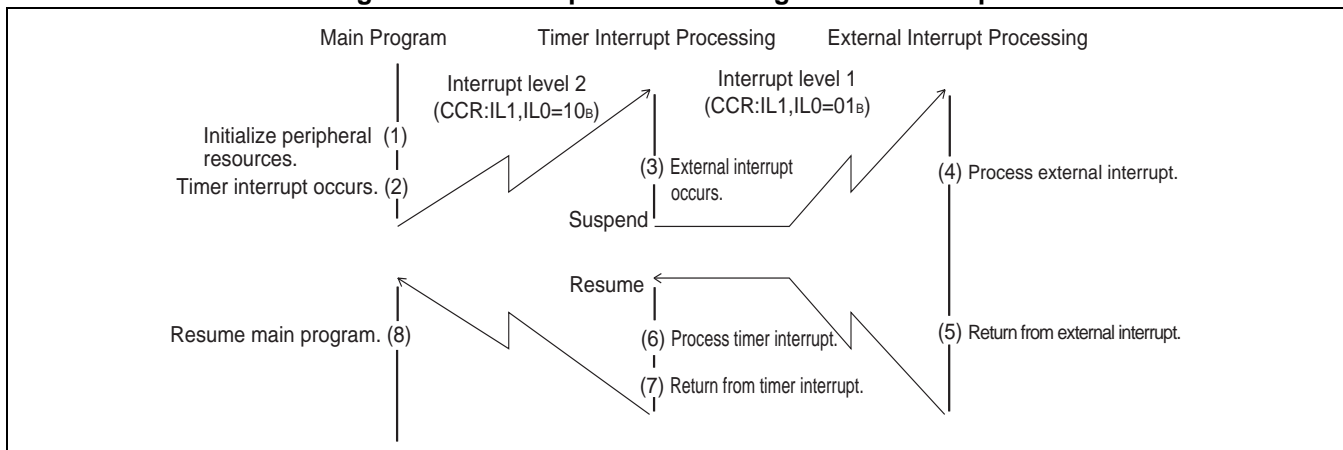 Main Program
Timer Interrupt Processing
External Interrupt Processing
Interrupt level 2
(CCR:IL1,IL0=10B)
Interrupt level 1
(CCR:IL1,IL0=01B)
Initialize peripheral (1)
resources.
Timer interrupt occurs. (2)
(3) External interrupt
occurs.
Suspend
(4) Process external interrupt.
Resume
Resume main program. (8)
(6) Process timer interrupt.
(5) Return from external interrupt.
(7) Return from timer interrupt.